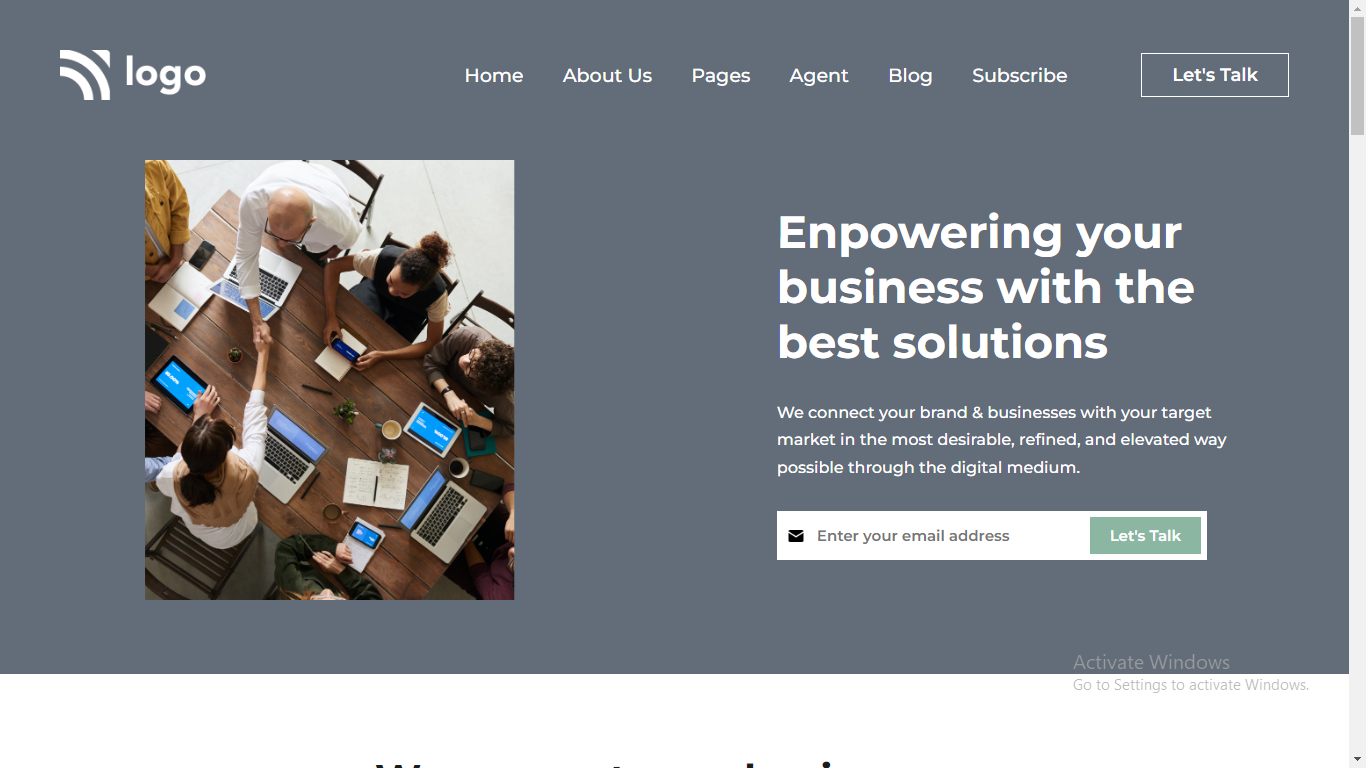 logo
Home
About Us
Pages
Agent
Blog
Subscribe
Let's Talk
Enpowering your
business with the
best solutions
We connect your brand & businesses with your target
market in the most desirable, refined, and elevated way
possible through the digital medium.
Enter your email address
Let's Talk
Activate Windows
Go to Settings to activate Windows.